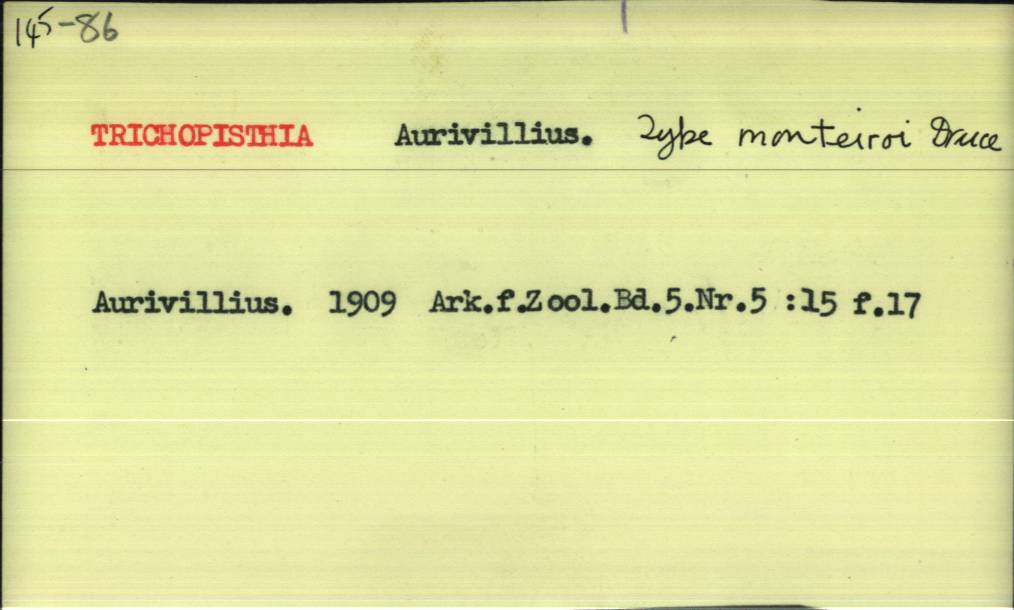 145-86
TRICHOPISTHIA Aurivillius. Type monteiroi Druce
Aurivillius. 1909 Ark.f.Zool.Bd.5.Nr.5 :15 f.17